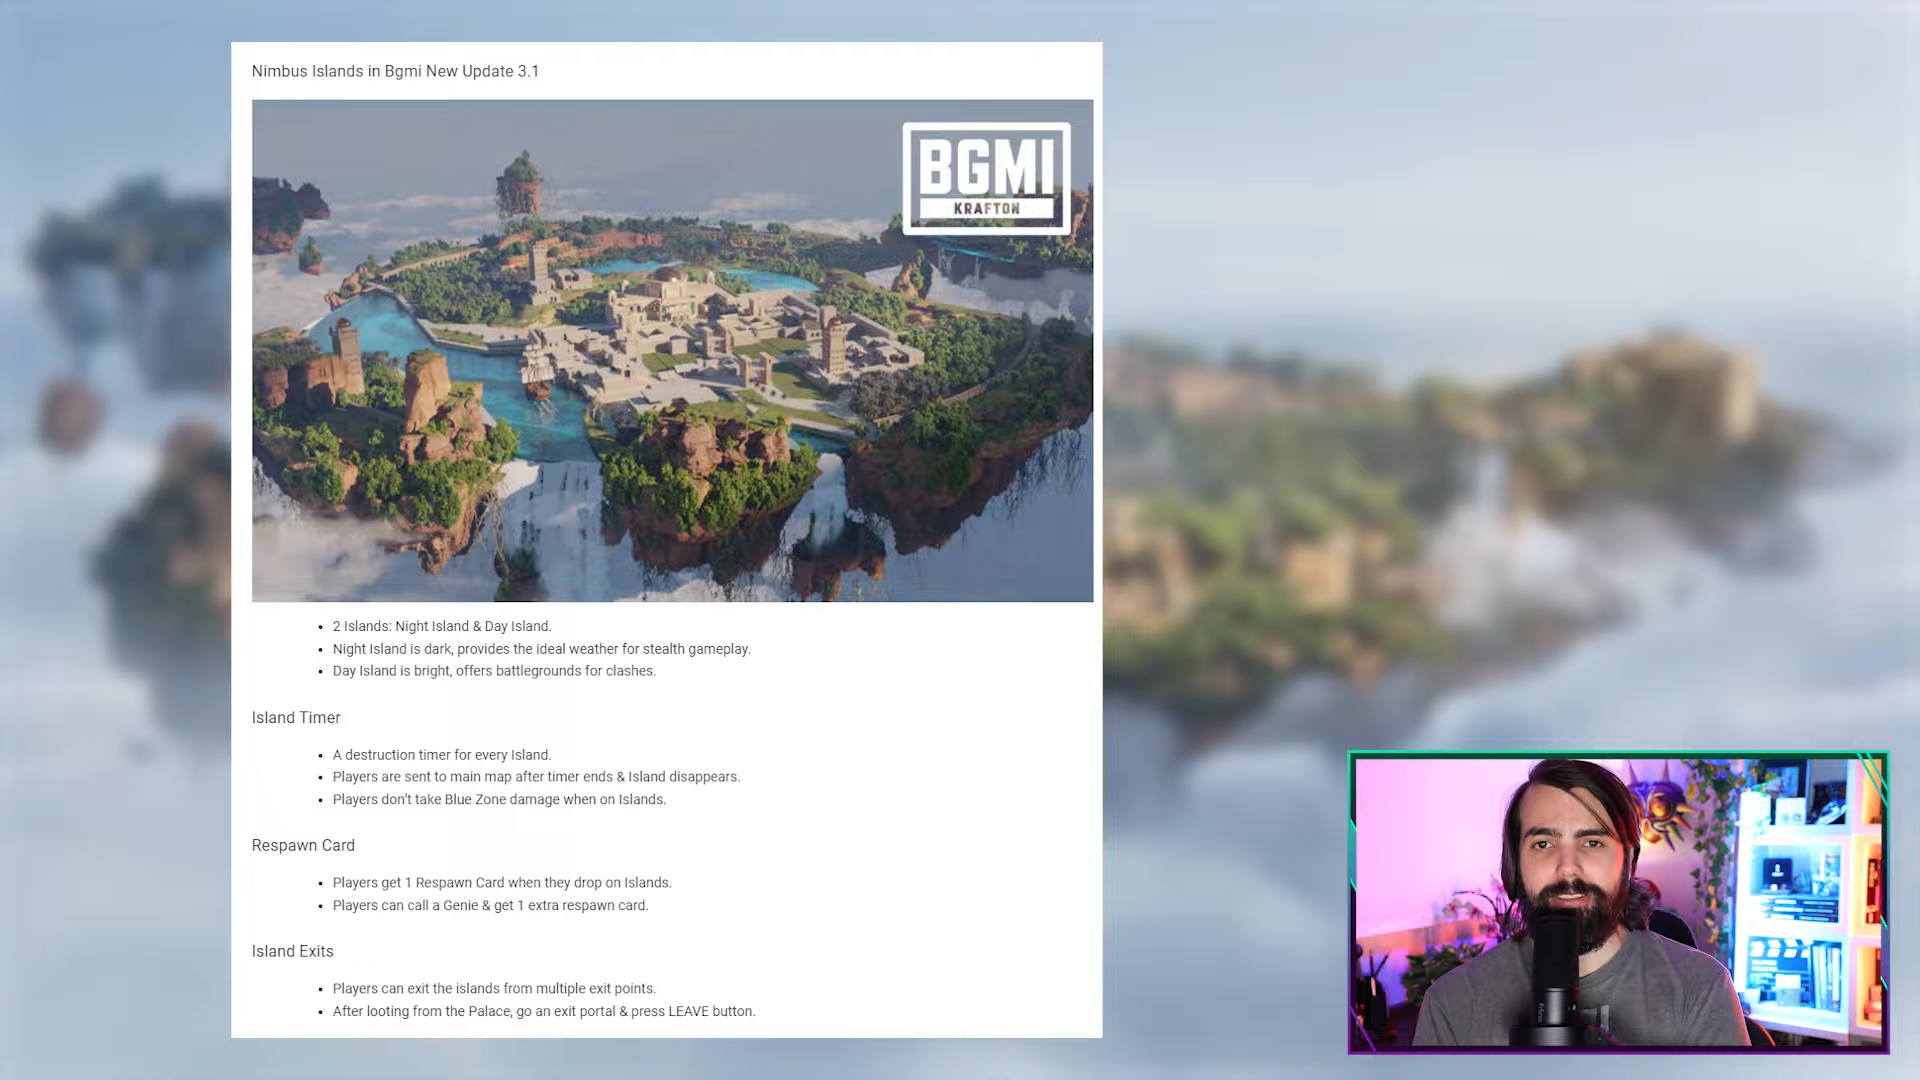 Nimbus Islands in Bgmi New Update 3.1
BGMI
KRAFTON
2 Islands: Night Island & Day Island.
Night Island is dark, provides the ideal weather for stealth gameplay.
Day Island is bright, offers battlegrounds for clashes.
Island Timer
A destruction timer for every Island.
Players are sent to main map after timer ends & Island disappears.
Players don't take Blue Zone damage when on Islands.
Respawn Card
Players get 1 Respawn Card when they drop on Islands.
Players can call a Genie & get 1 extra respawn card.
Island Exits
Players can exit the islands from multiple exit points.
After looting from the Palace, go an exit portal & press LEAVE button.